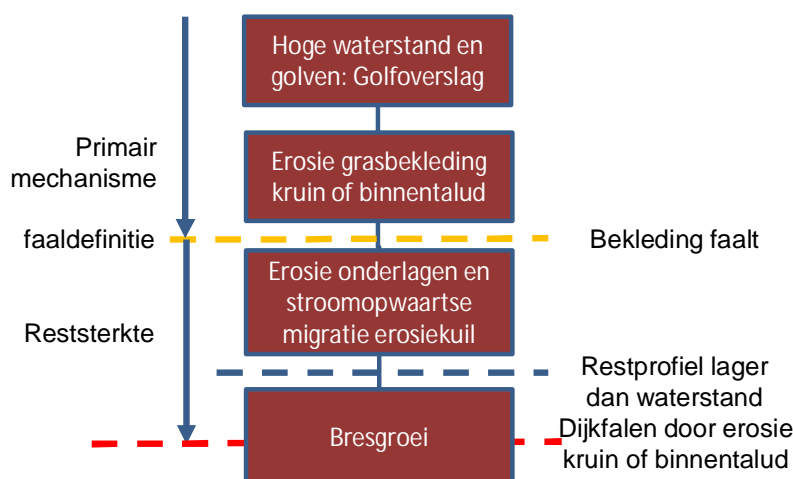 Hoge waterstand en
golven: Golfoverslag
Primair
mechanisme
Erosie grasbekleding
kruin of binnentalud
faaldefinitie
Bekleding faalt
Erosie onderlagen en
stroomopwaartse
migratie erosiekuil
Reststerkte
Restprofiel lager
dan waterstand
Bresgroei
Dijkfalen door erosie
kruin of binnentalud